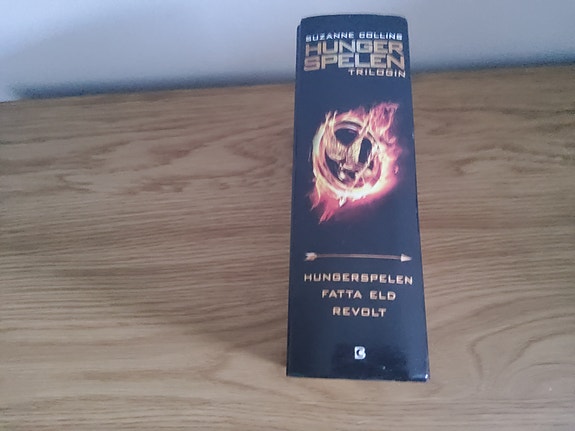 SUZANNE COLLINS
HUNGER
SPELEN
TRILOGIN
HUNGERSPELEN
FATTA ELD
REVOLT